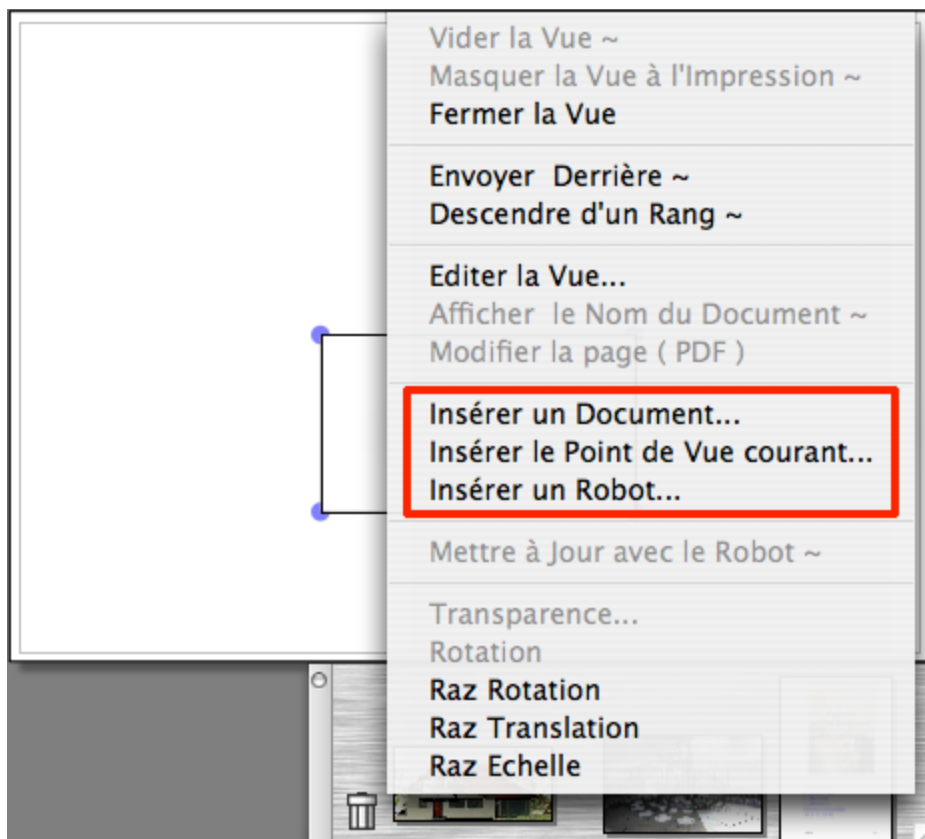 Vider la Vue ~
Masquer la Vue à l'Impression ~
Fermer la Vue
Envoyer  Derrière ~
Descendre d'un Rang ~
Editer la Vue...
Afficher  le Nom du Document ~
Modifier la page ( PDF )
Insérer un Document...
Insérer le Point de Vue courant...
Insérer un Robot...
Mettre à Jour avec le Robot ~
Transparence...
Rotation
Raz Rotation
Raz Translation
Raz Echelle